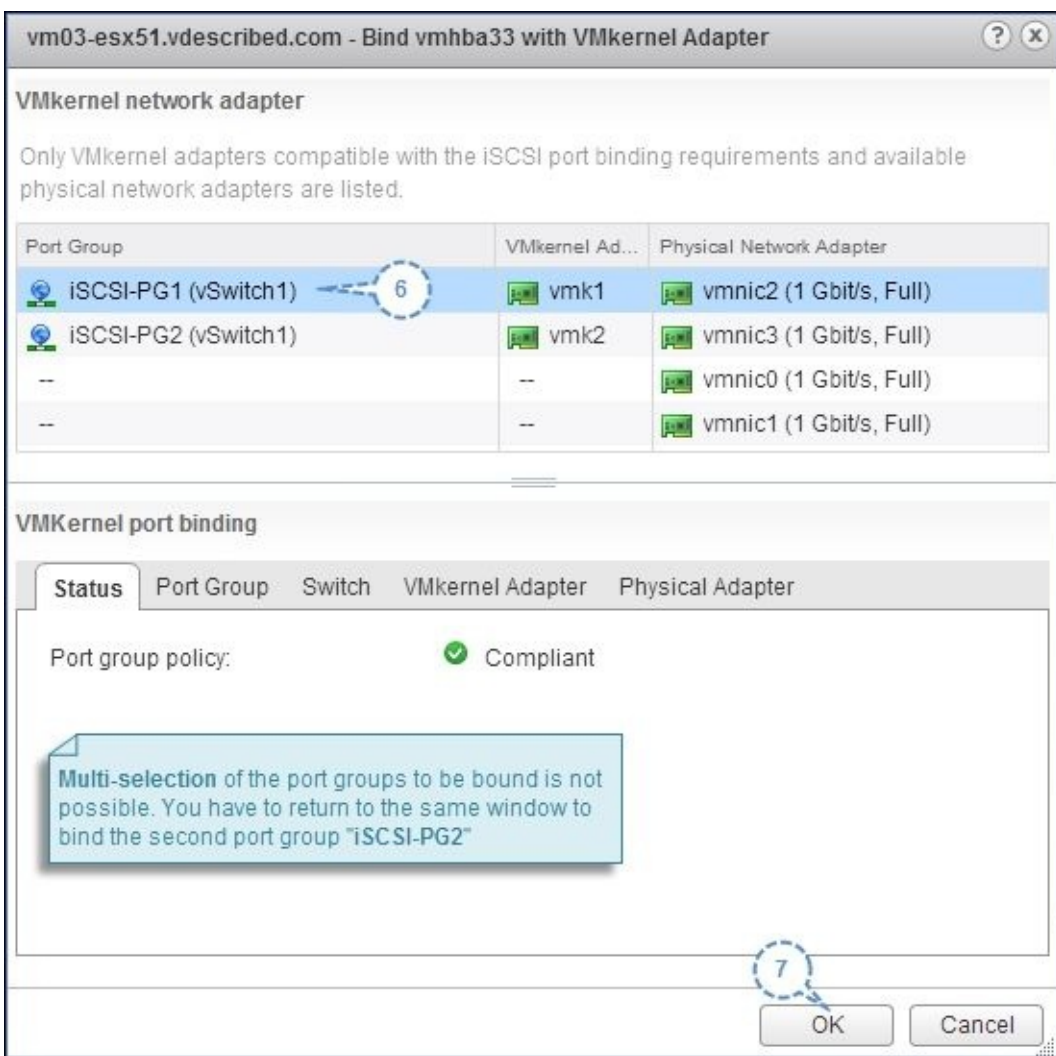 vm03-esx51.vdescribed.com - Bind vmhba33 with VMkernel Adapter
VMkernel network adapter
Only VMkernel adapters compatible with the iSCSI port binding requirements and available
physical network adapters are listed.
Port Group VMkernel Ad... Physical Network Adapter
iSCSI-PG1 (vSwitch1) 6 vmk1 vmnic2 (1 Gbit/s, Full)
iSCSI-PG2 (vSwitch1) vmk2 vmnic3 (1 Gbit/s, Full)
-- -- vmnic0 (1 Gbit/s, Full)
-- -- vmnic1 (1 Gbit/s, Full)
VMKernel port binding
Status Port Group Switch VMkernel Adapter Physical Adapter
Port group policy: Compliant
Multi-selection of the port groups to be bound is not
possible. You have to return to the same window to
bind the second port group "iSCSI-PG2"
7
OK Cancel